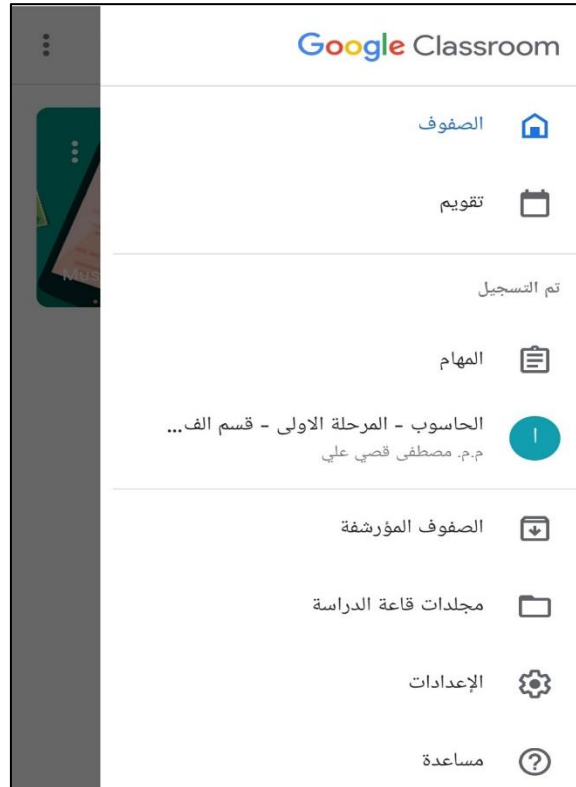 Google Classroom
الصفوف
تقويم
تم التسجيل
المهام
الحاسوب - المرحلة الاولى - قسم الف...
ا
م.م. مصطفى قصي علي
الصفوف المؤرشفة
مجلدات قاعة الدراسة
الإعدادات
مساعدة
Mus